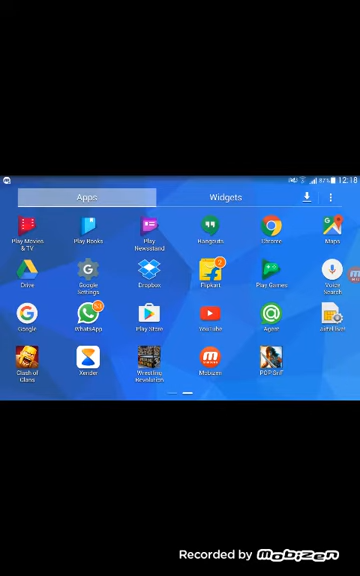 87% 12:18
Apps Widgets
Play Movies & TV Play Books Play Newsstand Hangouts Chrome Maps
Drive Google Settings Dropbox Flipkart Play Games Voice Search
Google WhatsApp Play Store YouTube Agent
Clash of Clans Xender Wrestling Revolution Mobizen
Recorded by mobizen